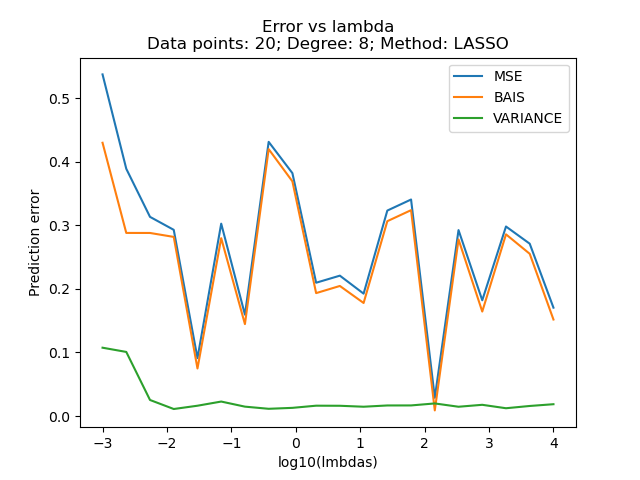 Error vs lambda
Data points: 20; Degree: 8; Method: LASSO
MSE
BAIS
VARIANCE
Prediction error
0.5
0.4
0.3
0.2
0.1
0.0
−3 −2 −1 0 1 2 3 4
log10(lmbdas)